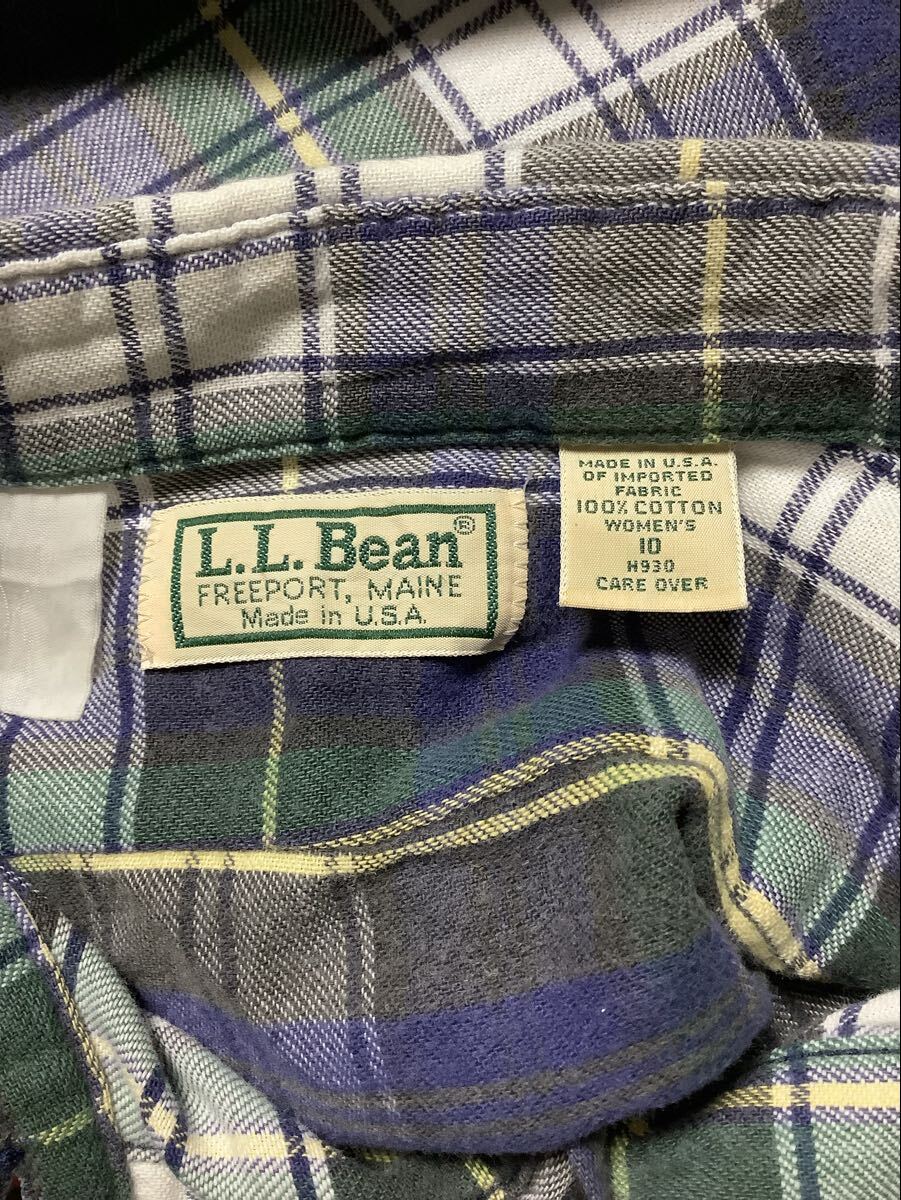 L.L.Bean®
FREEPORT, MAINE
Made in U.S.A.
MADE IN U.S.A.
OF IMPORTED
FABRIC
100% COTTON
WOMEN'S
10
H930
CARE OVER